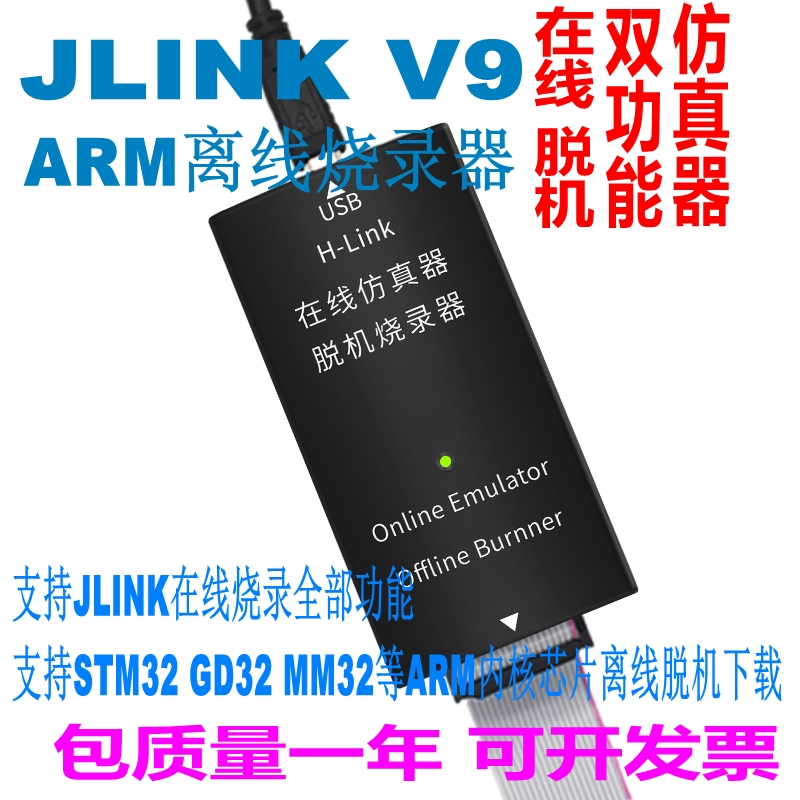 JLINK V9
ARM离线烧录器
在线 脱机
双功能
仿真器
USB
H-Link
在线仿真器
脱机烧录器
Online Emulator
Offline Burnner
支持JLINK在线烧录全部功能
支持STM32 GD32 MM32等ARM内核芯片离线脱机下载
包质量一年 可开发票